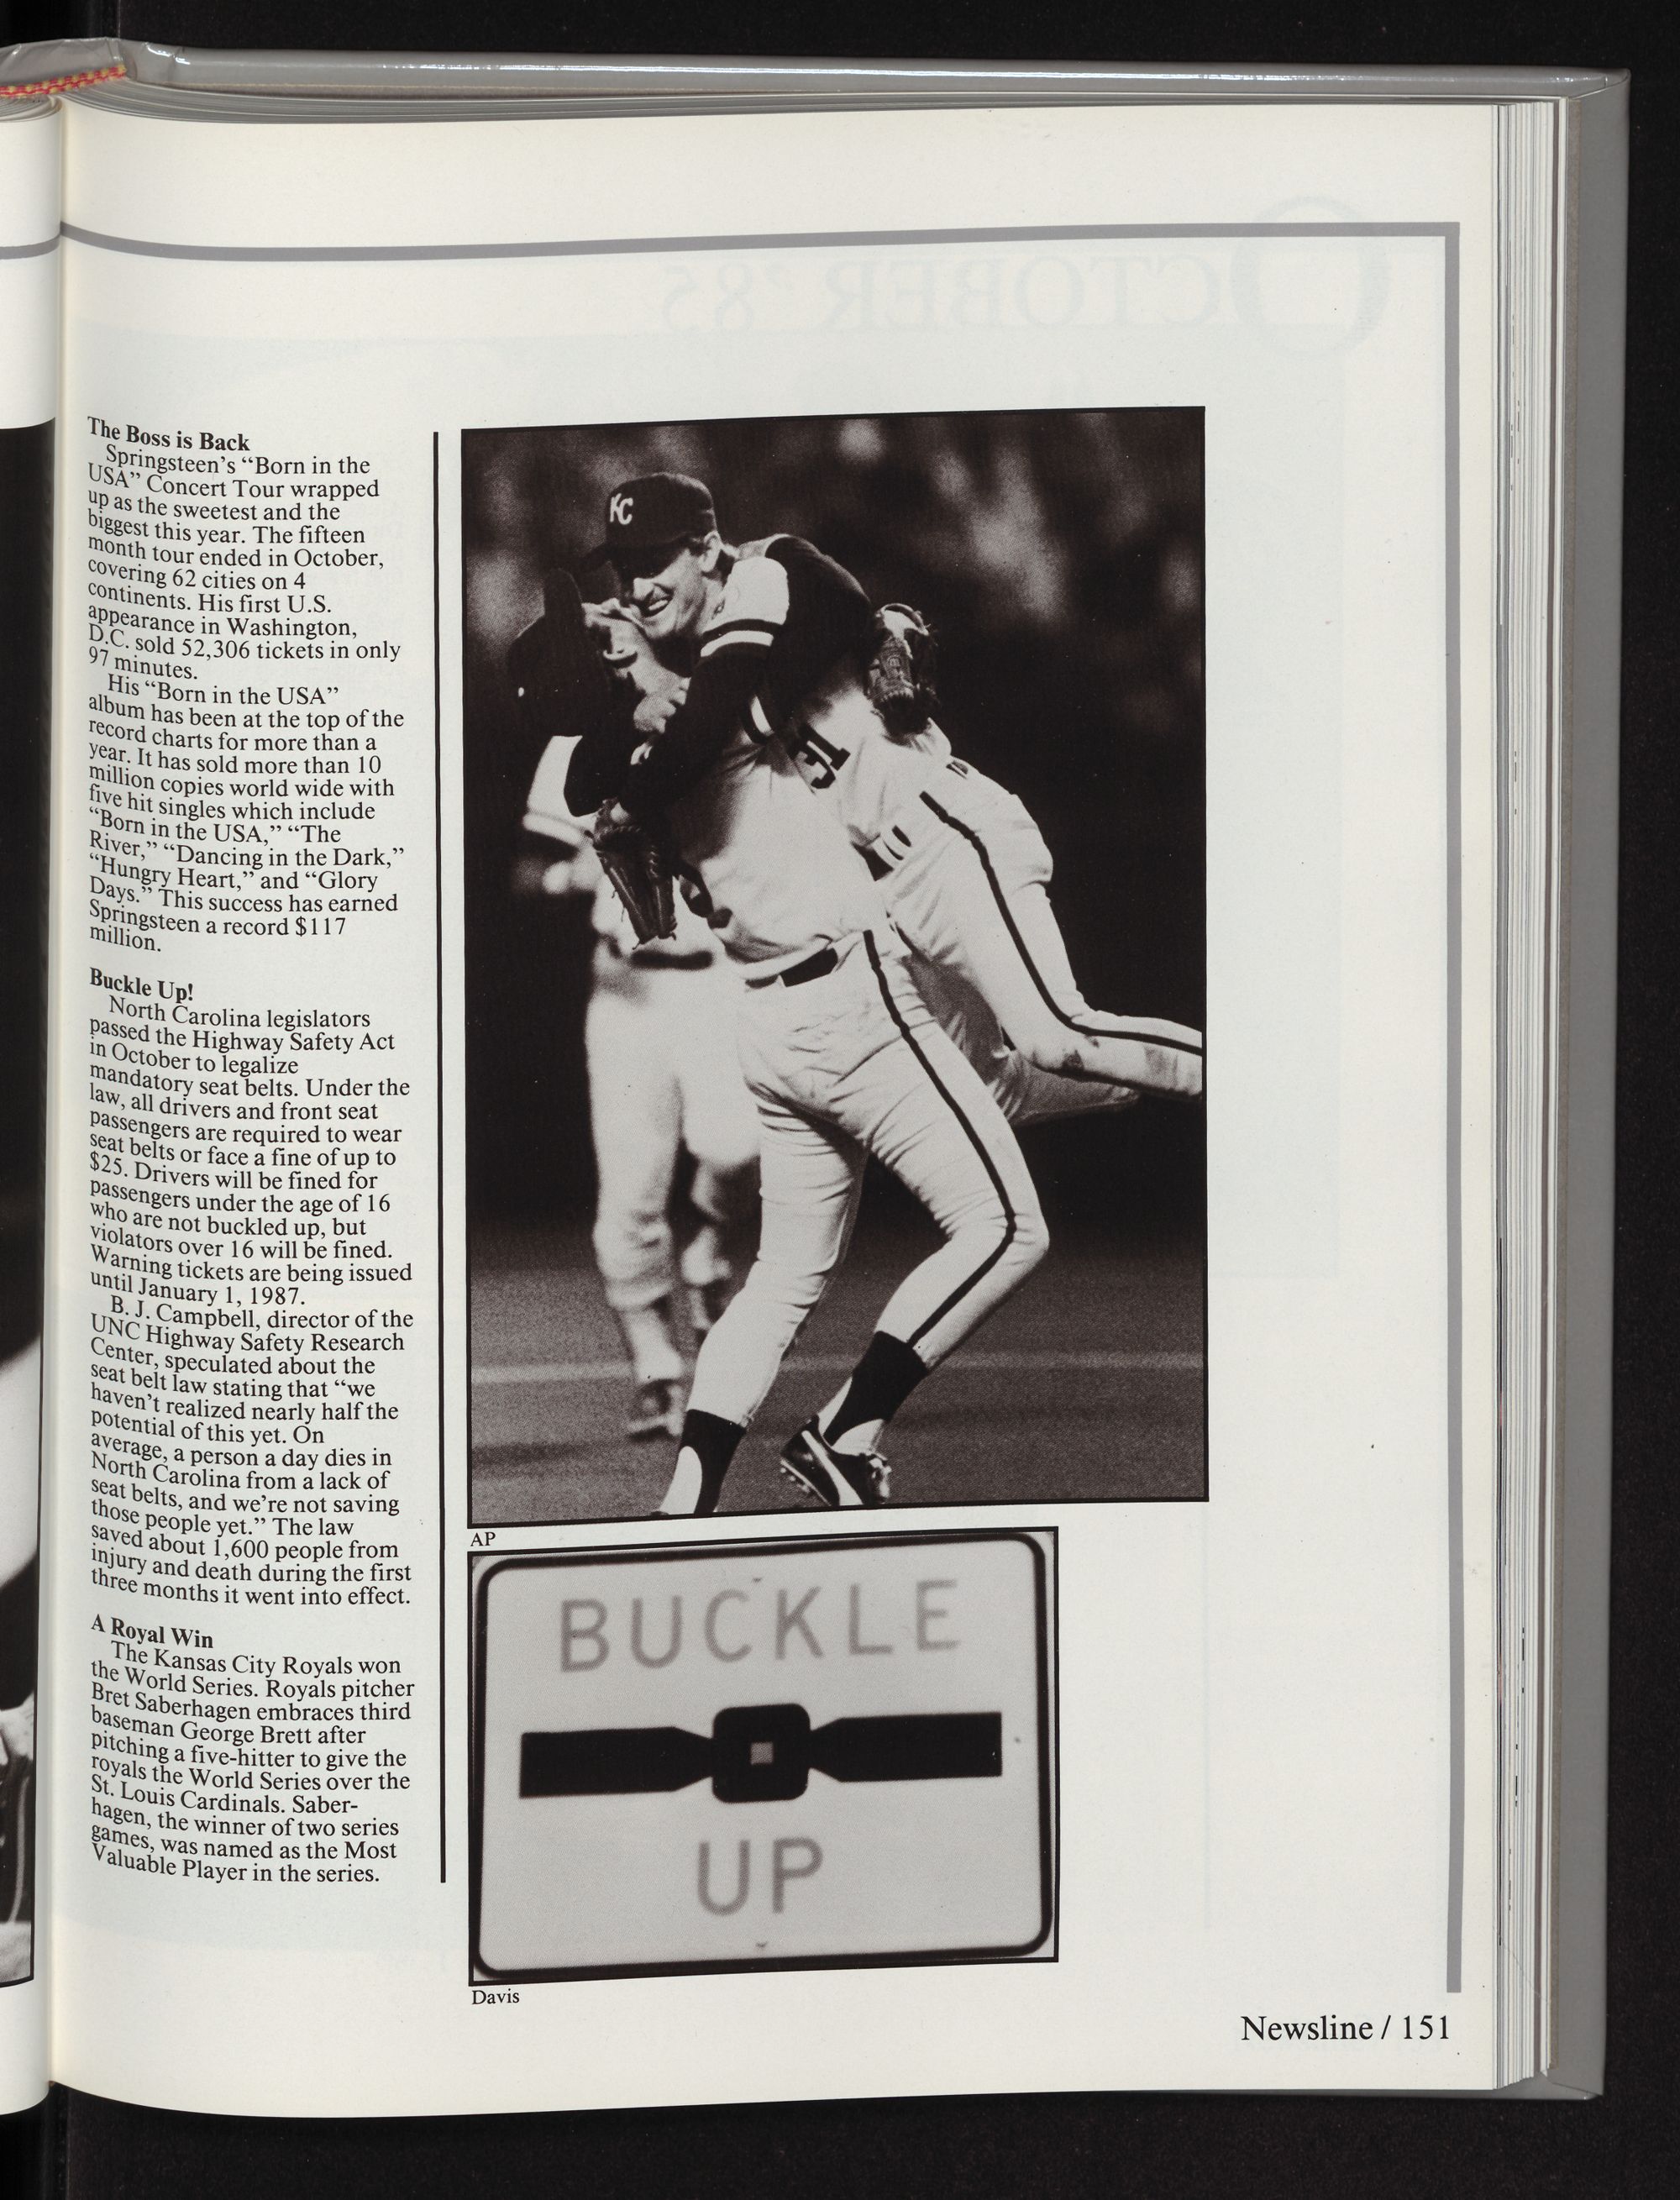 OCTOBER '85
The Boss is Back
Springsteen's “Born in the
USA” Concert Tour wrapped
up as the sweetest and the
biggest this year. The fifteen
month tour ended in October,
covering 62 cities on 4
continents. His first U.S.
appearance in Washington,
D.C. sold 52,306 tickets in only
97 minutes.
His “Born in the USA”
album has been at the top of the
record charts for more than a
year. It has sold more than 10
million copies world wide with
five hit singles which include
“Born in the USA,” “The
River,” “Dancing in the Dark,”
“Hungry Heart,” and “Glory
Days.” This success has earned
Springsteen a record $117
million.
Buckle Up!
North Carolina legislators
passed the Highway Safety Act
in October to legalize
mandatory seat belts. Under the
law, all drivers and front seat
passengers are required to wear
seat belts or face a fine of up to
$25. Drivers will be fined for
passengers under the age of 16
who are not buckled up, but
violators over 16 will be fined.
Warning tickets are being issued
until January 1, 1987.
B. J. Campbell, director of the
UNC Highway Safety Research
Center, speculated about the
seat belt law stating that “we
haven't realized nearly half the
potential of this yet. On
average, a person a day dies in
North Carolina from a lack of
seat belts, and we're not saving
those people yet.” The law
saved about 1,600 people from
injury and death during the first
three months it went into effect.
A Royal Win
The Kansas City Royals won
the World Series. Royals pitcher
Bret Saberhagen embraces third
baseman George Brett after
pitching a five-hitter to give the
royals the World Series over the
St. Louis Cardinals. Saber-
hagen, the winner of two series
games, was named as the Most
Valuable Player in the series.
KC
31
AP
BUCKLE
UP
Davis
Newsline / 151